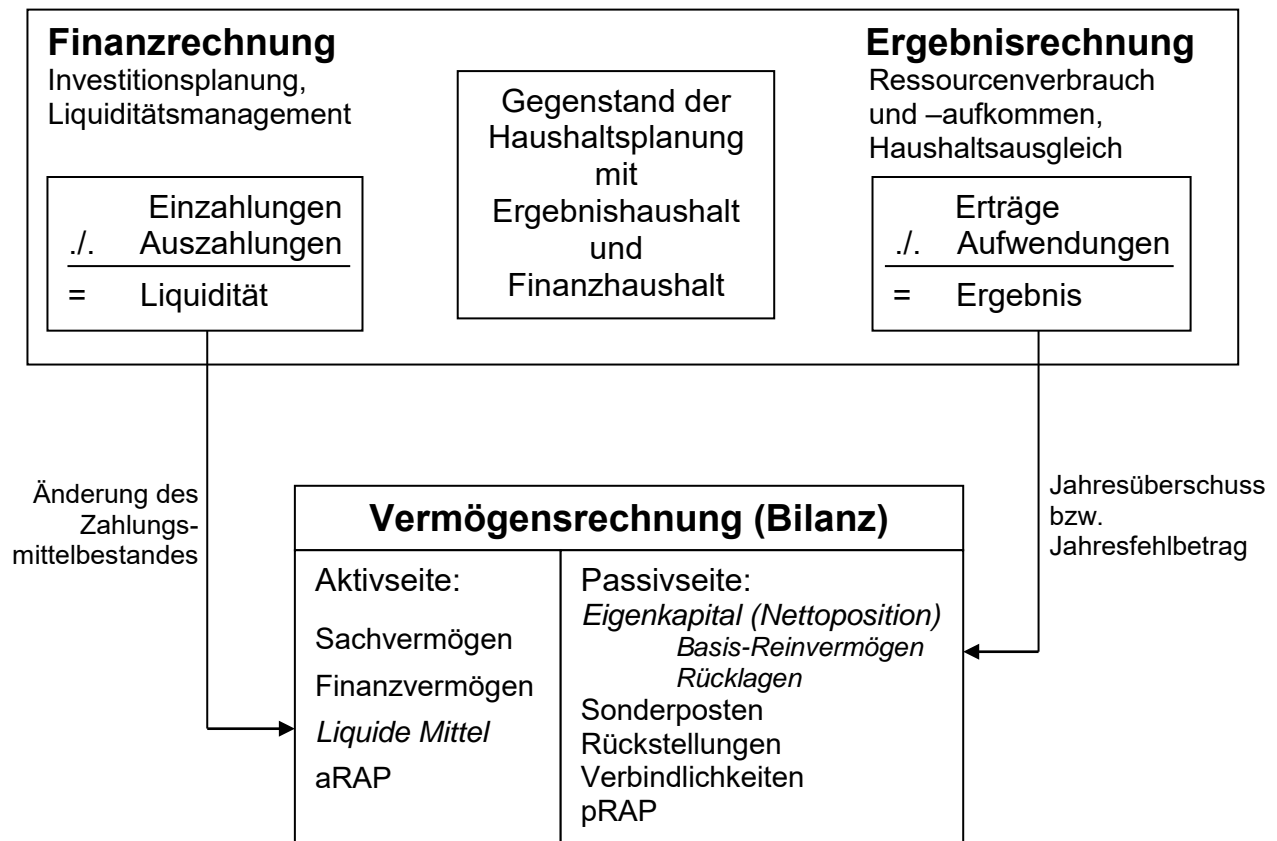 Finanzrechnung
Investitionsplanung,
Liquiditätsmanagement
Einzahlungen
./. Auszahlungen
= Liquidität
Gegenstand der
Haushaltsplanung
mit
Ergebnishaushalt
und
Finanzhaushalt
Ergebnisrechnung
Ressourcenverbrauch
und –aufkommen,
Haushaltsausgleich
Erträge
./. Aufwendungen
= Ergebnis
Änderung des
Zahlungs-
mittelbestandes
Jahresüberschuss
bzw.
Jahresfehlbetrag
Vermögensrechnung (Bilanz)
Aktivseite:
Sachvermögen
Finanzvermögen
Liquide Mittel
aRAP
Passivseite:
Eigenkapital (Nettoposition)
Basis-Reinvermögen
Rücklagen
Sonderposten
Rückstellungen
Verbindlichkeiten
pRAP